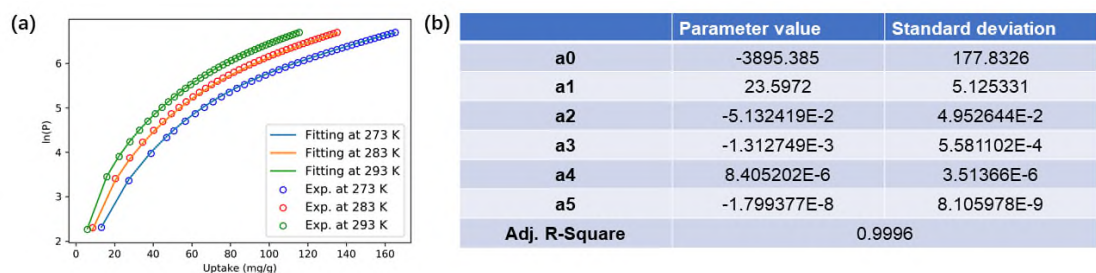 (a)
ln(P)
6
5
4
3
2
0 20 40 60 80 100 120 140 160
Uptake (mg/g)
Fitting at 273 K
Fitting at 283 K
Fitting at 293 K
Exp. at 273 K
Exp. at 283 K
Exp. at 293 K
(b)
Parameter value Standard deviation
a0 -3895.385 177.8326
a1 23.5972 5.125331
a2 -5.132419E-2 4.952644E-2
a3 -1.312749E-3 5.581102E-4
a4 8.405202E-6 3.51366E-6
a5 -1.799377E-8 8.105978E-9
Adj. R-Square 0.9996